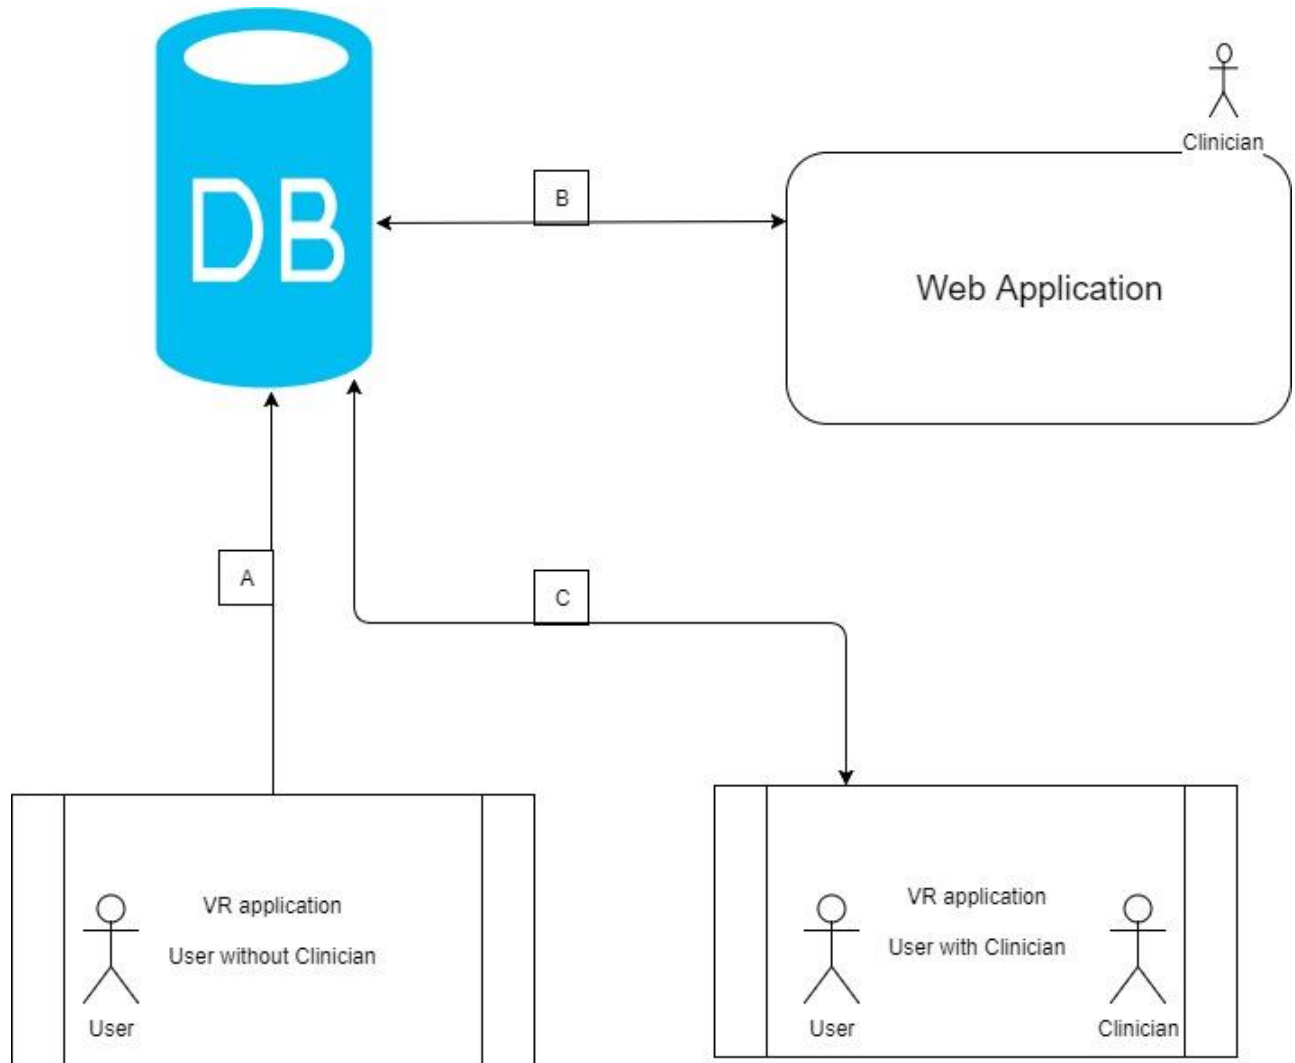 DB
Clinician
B
Web Application
A
C
VR application
User without Clinician
User
VR application
User with Clinician
User
Clinician